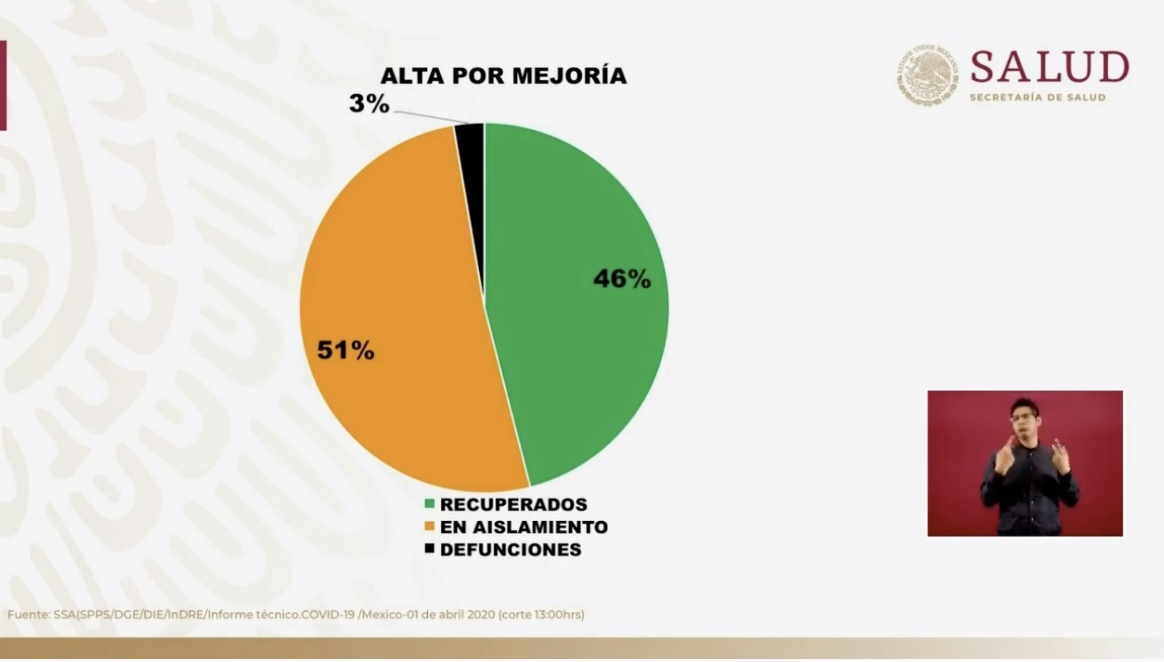 ALTA POR MEJORÍA
3%
SALUD
SECRETARÍA DE SALUD
46%
51%
RECUPERADOS
EN AISLAMIENTO
DEFUNCIONES
Fuente: SSA(SPPS/DGE/DIE/InDRE/Informe técnico.COVID-19 /Mexico-01 de abril 2020 (corte 13:00hrs)